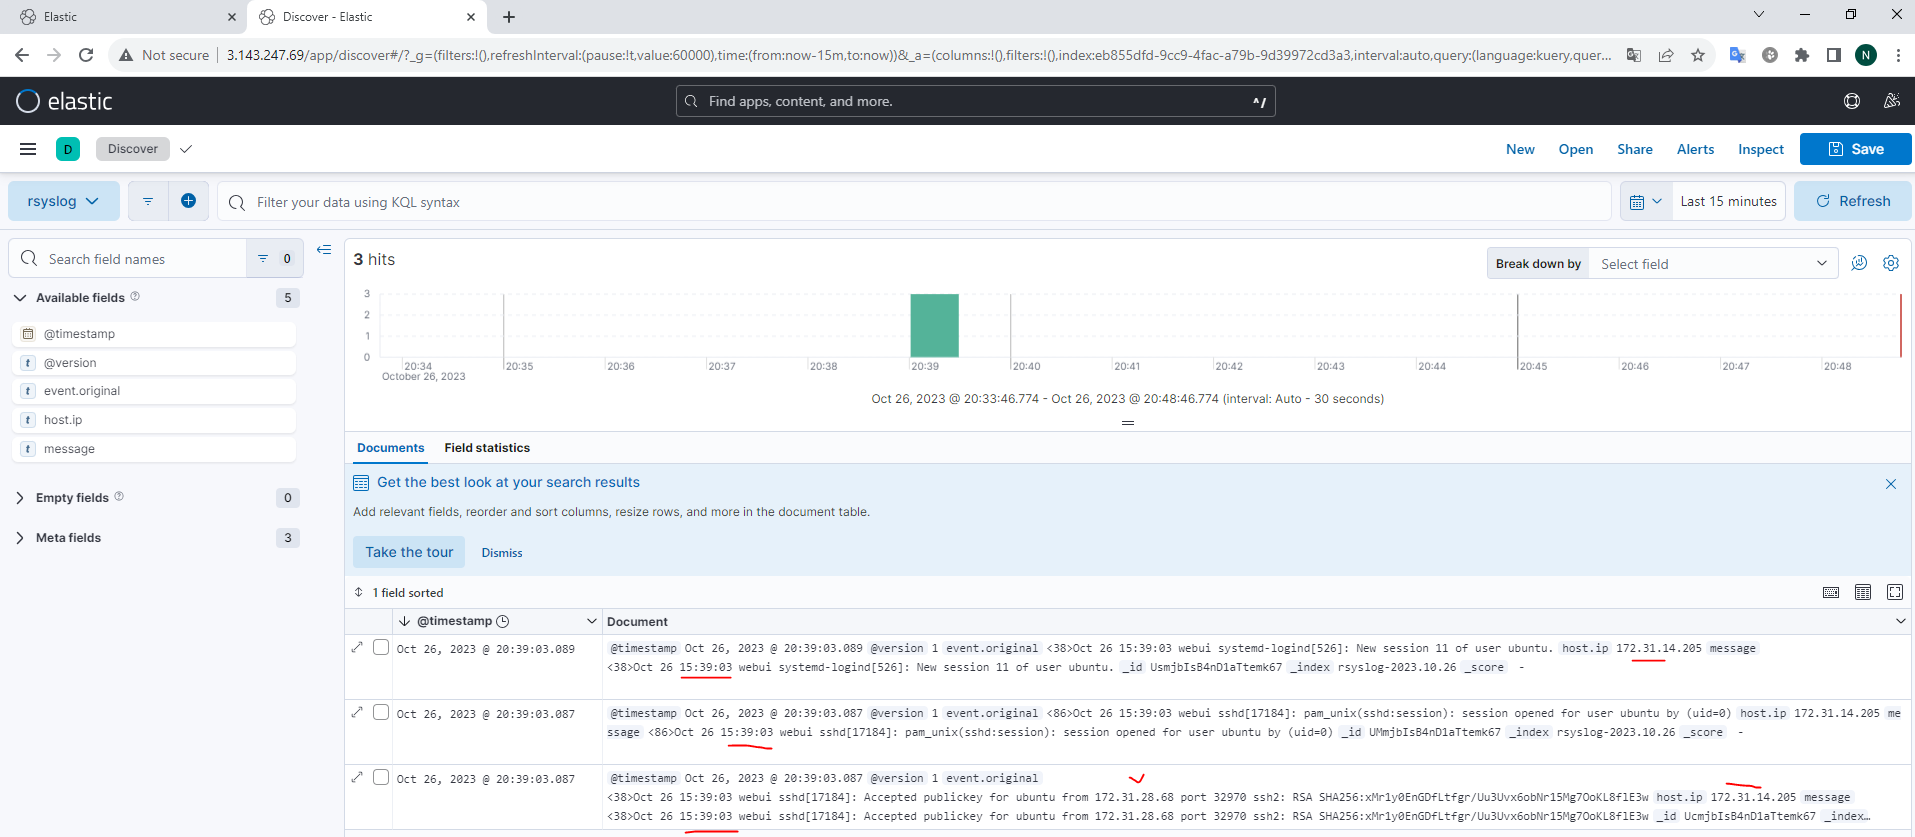 Elastic
Discover - Elastic
Not secure
3.143.247.69/app/discover#/?_g=(filters:!(),refreshInterval:(pause:!t,value:60000),time:(from:now-15m,to:now))&_a=(columns:!(),filters:!(),index:eb855dfd-9cc9-4fac-a79b-9d39972cd3a3,interval:auto,query:(language:kuery,quer...
N
elastic
Find apps, content, and more.
^/
D
Discover
New
Open
Share
Alerts
Inspect
Save
rsyslog
Filter your data using KQL syntax
Last 15 minutes
Refresh
Search field names
0
3 hits
Break down by
Select field
Available fields
5
@timestamp
t @version
t event.original
t host.ip
t message
Empty fields
0
Meta fields
3
3
2
1
0
20:34 20:35 20:36 20:37 20:38 20:39 20:40 20:41 20:42 20:43 20:44 20:45 20:46 20:47 20:48
October 26, 2023
Oct 26, 2023 @ 20:33:46.774 - Oct 26, 2023 @ 20:48:46.774 (interval: Auto - 30 seconds)
Documents
Field statistics
Get the best look at your search results
Add relevant fields, reorder and sort columns, resize rows, and more in the document table.
Take the tour
Dismiss
1 field sorted
@timestamp
Document
Oct 26, 2023 @ 20:39:03.089
@timestamp Oct 26, 2023 @ 20:39:03.089 @version 1 event.original <38>Oct 26 15:39:03 webui systemd-logind[526]: New session 11 of user ubuntu. host.ip 172.31.14.205 message
<38>Oct 26 15:39:03 webui systemd-logind[526]: New session 11 of user ubuntu. _id UsmjbIsB4nD1aTtemk67 _index rsyslog-2023.10.26 _score -
Oct 26, 2023 @ 20:39:03.087
@timestamp Oct 26, 2023 @ 20:39:03.087 @version 1 event.original <86>Oct 26 15:39:03 webui sshd[17184]: pam_unix(sshd:session): session opened for user ubuntu by (uid=0) host.ip 172.31.14.205 me
ssage <86>Oct 26 15:39:03 webui sshd[17184]: pam_unix(sshd:session): session opened for user ubuntu by (uid=0) _id UMmjbIsB4nD1aTtemk67 _index rsyslog-2023.10.26 _score -
Oct 26, 2023 @ 20:39:03.087
@timestamp Oct 26, 2023 @ 20:39:03.087 @version 1 event.original
<38>Oct 26 15:39:03 webui sshd[17184]: Accepted publickey for ubuntu from 172.31.28.68 port 32970 ssh2: RSA SHA256:xMr1y0EnGDfLtfgr/Uu3Uvx6obNr15Mg7OoKL8flE3w host.ip 172.31.14.205 message
<38>Oct 26 15:39:03 webui sshd[17184]: Accepted publickey for ubuntu from 172.31.28.68 port 32970 ssh2: RSA SHA256:xMr1y0EnGDfLtfgr/Uu3Uvx6obNr15Mg7OoKL8flE3w _id UcmjbIsB4nD1aTtemk67 _index...